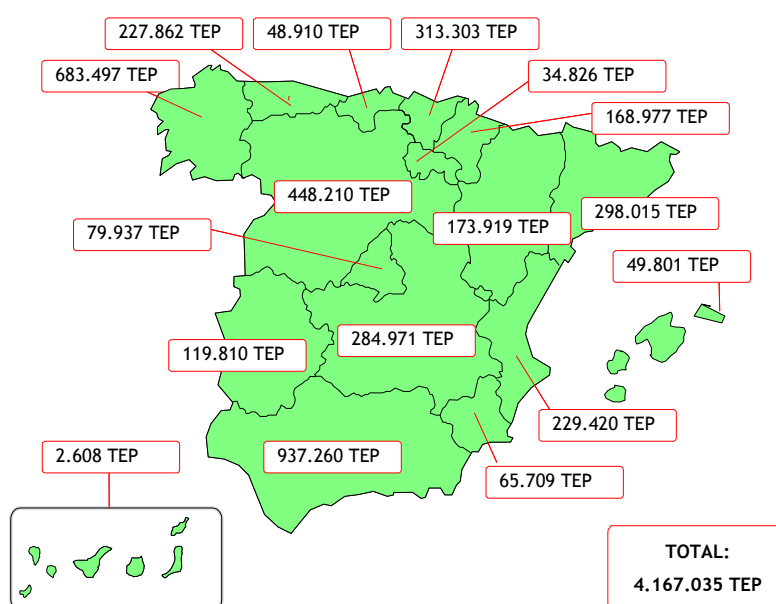 227.862 TEP
48.910 TEP
313.303 TEP
683.497 TEP
34.826 TEP
168.977 TEP
448.210 TEP
79.937 TEP
173.919 TEP
298.015 TEP
49.801 TEP
119.810 TEP
284.971 TEP
229.420 TEP
2.608 TEP
937.260 TEP
65.709 TEP
TOTAL:
4.167.035 TEP